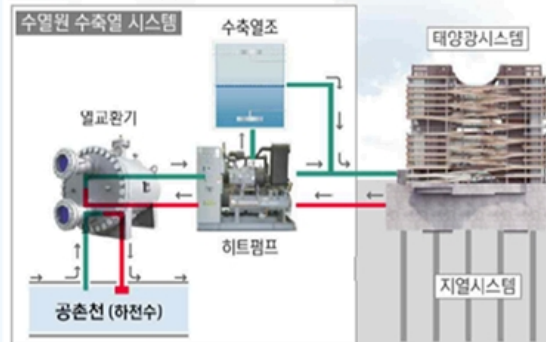 수열원 수축열 시스템
수축열조
태양광시스템
열교환기
히트펌프
지열시스템
공촌천 (하천수)